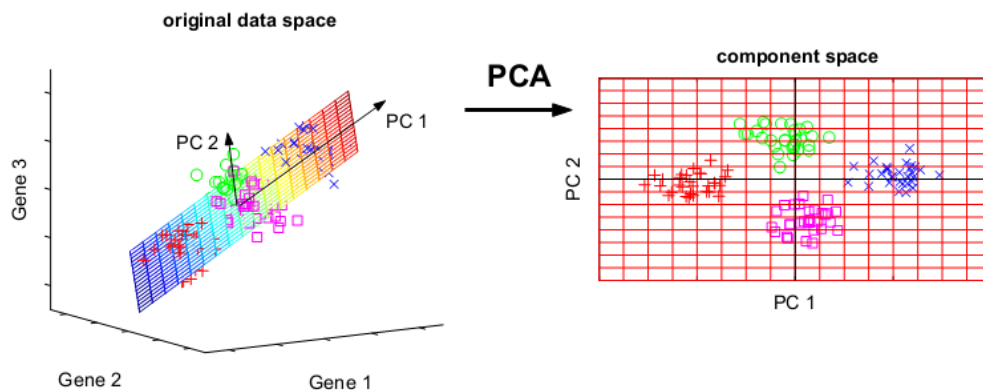 original data space
PCA
component space
PC 1
PC 2
Gene 3
Gene 2
Gene 1
PC 2
PC 1